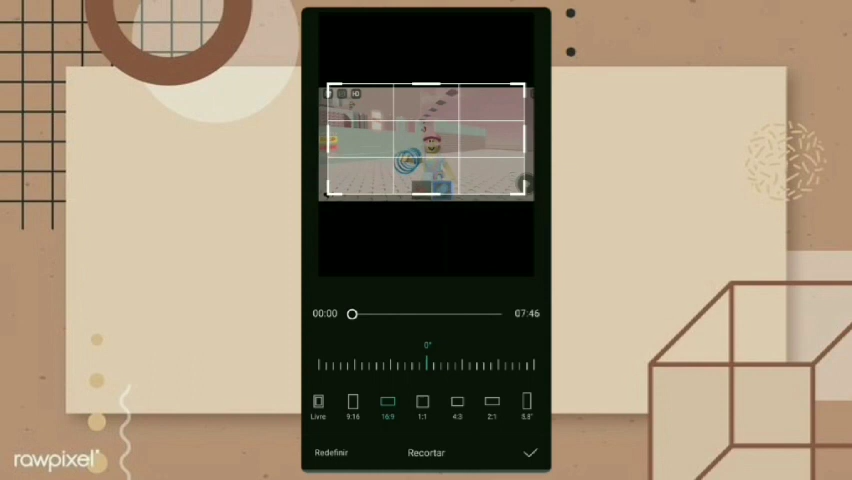 HD
00:00
07:46
0°
Livre
9:16
16:9
1:1
4:3
2:1
5.8"
Redefinir
Recortar
rawpixel